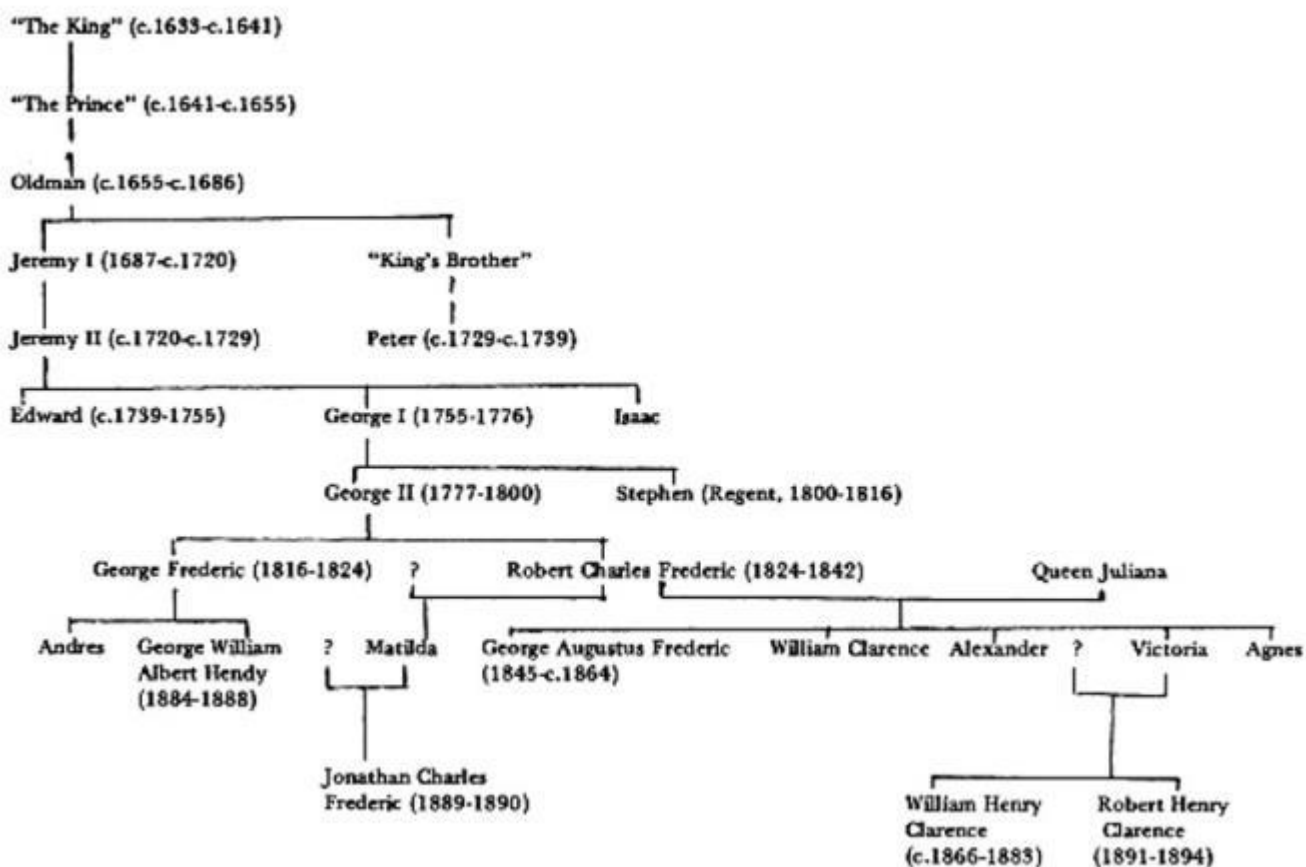 "The King" (c.1633-c.1641)
"The Prince" (c.1641-c.1655)
Oldman (c.1655-c.1686)
Jeremy I (1687-c.1720) "King's Brother"
Jeremy II (c.1720-c.1729) Peter (c.1729-c.1739)
Edward (c.1739-1755) George I (1755-1776) Isaac
George II (1777-1800) Stephen (Regent, 1800-1816)
George Frederic (1816-1824) ? Robert Charles Frederic (1824-1842) Queen Juliana
Andres George William ? Matilda George Augustus Frederic William Clarence Alexander ? Victoria Agnes
Albert Hendy (1845-c.1864)
(1884-1888)
Jonathan Charles William Henry Robert Henry
Frederic (1889-1890) Clarence Clarence
(c.1866-1883) (1891-1894)